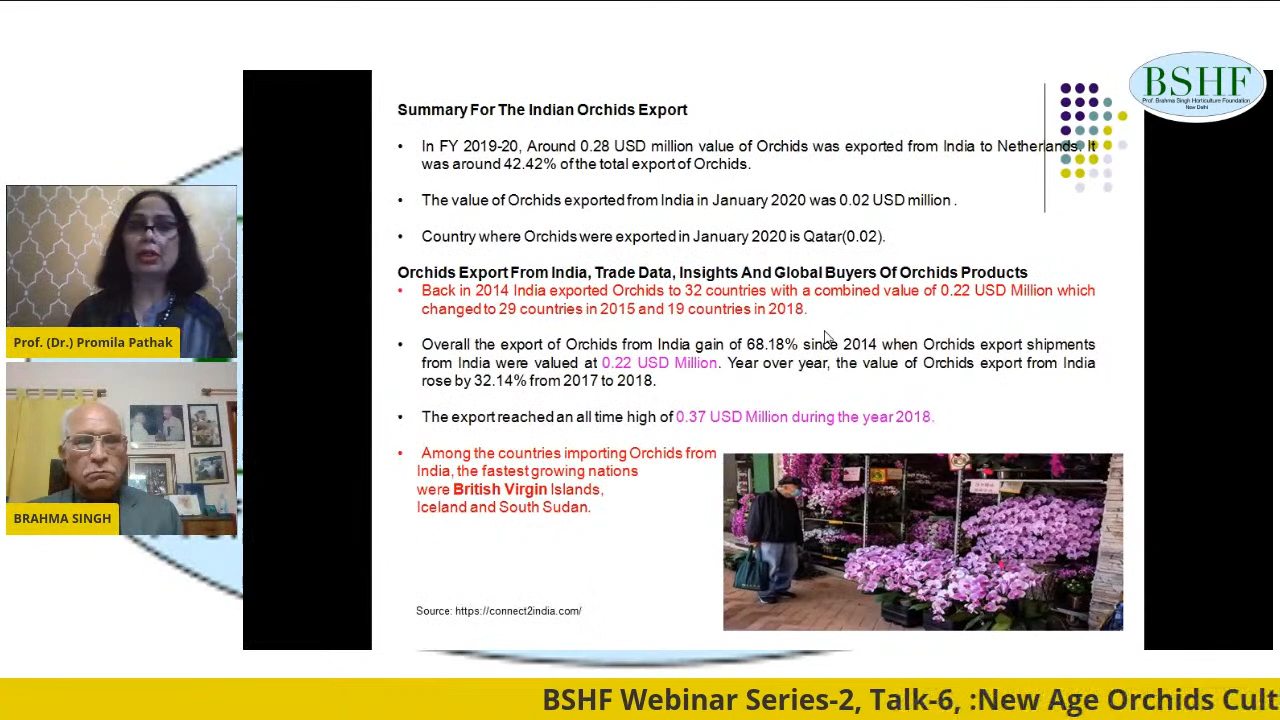 BSHF
Prof. Brahma Singh Horticulture Foundation
New Delhi
Summary For The Indian Orchids Export
• In FY 2019-20, Around 0.28 USD million value of Orchids was exported from India to Netherlands. It
was around 42.42% of the total export of Orchids.
• The value of Orchids exported from India in January 2020 was 0.02 USD million .
• Country where Orchids were exported in January 2020 is Qatar(0.02).
Orchids Export From India, Trade Data, Insights And Global Buyers Of Orchids Products
• Back in 2014 India exported Orchids to 32 countries with a combined value of 0.22 USD Million which
changed to 29 countries in 2015 and 19 countries in 2018.
• Overall the export of Orchids from India gain of 68.18% since 2014 when Orchids export shipments
from India were valued at 0.22 USD Million. Year over year, the value of Orchids export from India
rose by 32.14% from 2017 to 2018.
• The export reached an all time high of 0.37 USD Million during the year 2018.
• Among the countries importing Orchids from
India, the fastest growing nations
were British Virgin Islands,
Iceland and South Sudan.
Source: https://connect2india.com/
Prof. (Dr.) Promila Pathak
BRAHMA SINGH
BSHF Webinar Series-2, Talk-6, :New Age Orchids Cult